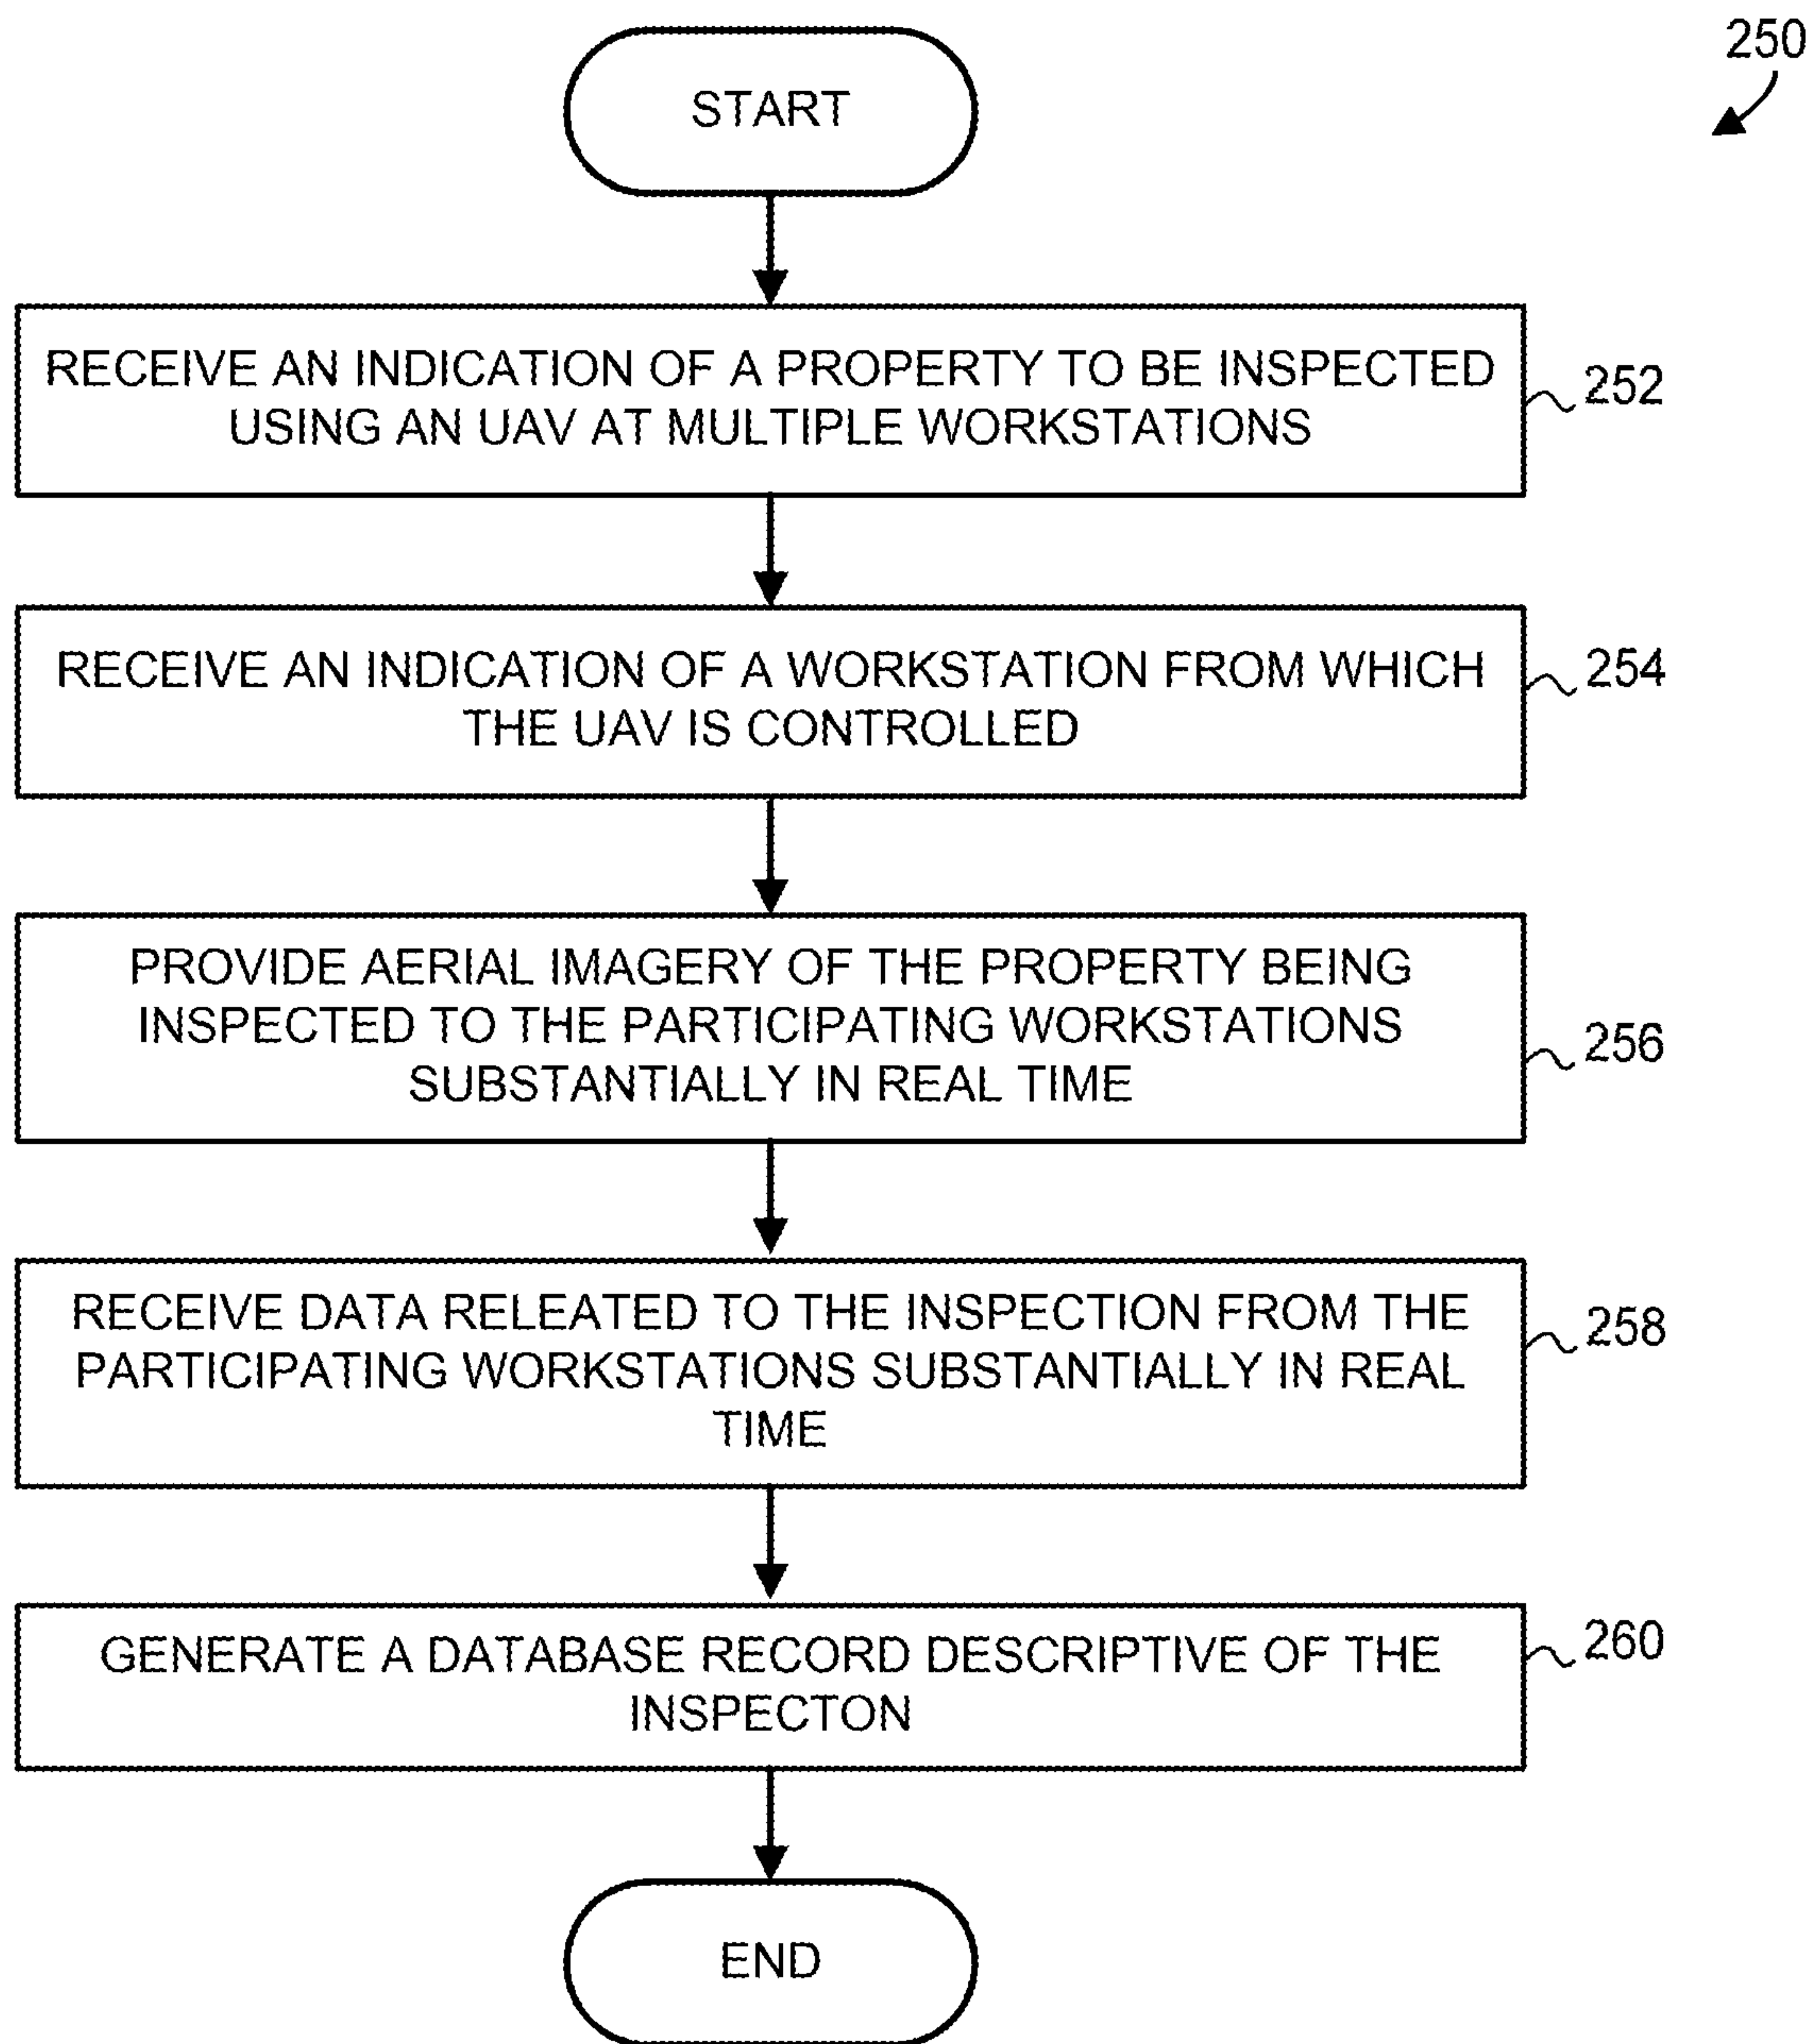 250
START
RECEIVE AN INDICATION OF A PROPERTY TO BE INSPECTED
USING AN UAV AT MULTIPLE WORKSTATIONS
252
RECEIVE AN INDICATION OF A WORKSTATION FROM WHICH
THE UAV IS CONTROLLED
254
PROVIDE AERIAL IMAGERY OF THE PROPERTY BEING
INSPECTED TO THE PARTICIPATING WORKSTATIONS
SUBSTANTIALLY IN REAL TIME
256
RECEIVE DATA RELEATED TO THE INSPECTION FROM THE
PARTICIPATING WORKSTATIONS SUBSTANTIALLY IN REAL
TIME
258
GENERATE A DATABASE RECORD DESCRIPTIVE OF THE
INSPECTON
260
END